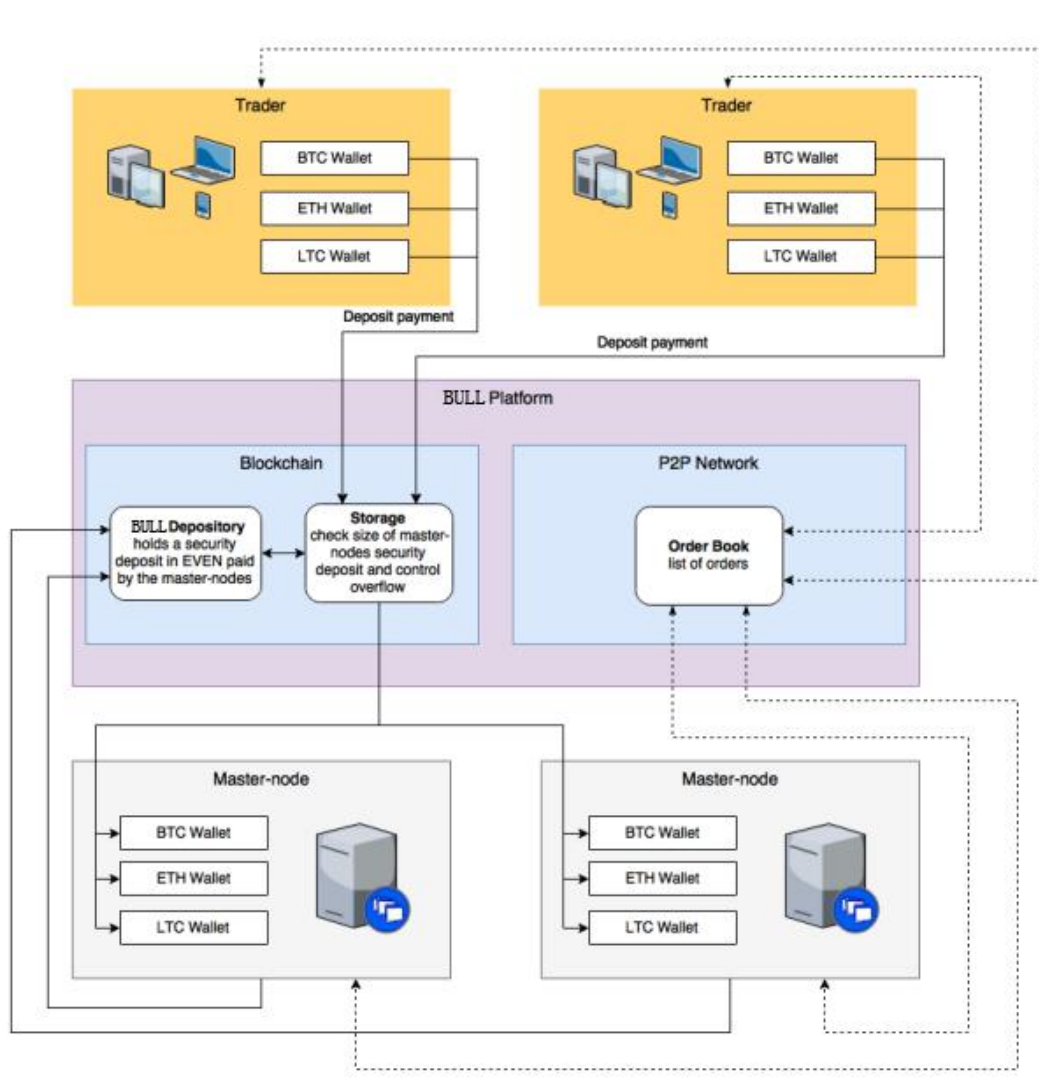 Trader
BTC Wallet
ETH Wallet
LTC Wallet
Trader
BTC Wallet
ETH Wallet
LTC Wallet
Deposit payment
Deposit payment
BULL Platform
Blockchain
BULL Depository
holds a security
deposit in EVEN paid
by the master-nodes
Storage
check size of master-
nodes security
deposit and control
overflow
P2P Network
Order Book
list of orders
Master-node
BTC Wallet
ETH Wallet
LTC Wallet
Master-node
BTC Wallet
ETH Wallet
LTC Wallet